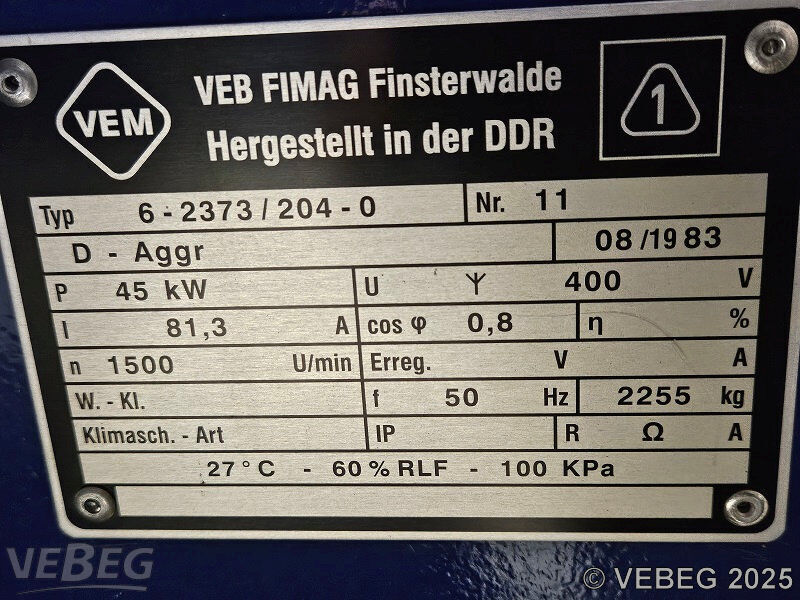 VEM
VEB FIMAG Finsterwalde
Hergestellt in der DDR
1
Typ 6 - 2373 / 204 - 0 Nr. 11
D - Aggr 08 /19 83
P 45 kW U 400 V
I 81,3 A cos φ 0,8 η %
n 1500 U/min Erreg. V A
W. - Kl. f 50 Hz 2255 kg
Klimasch. - Art IP R Ω A
27 ° C - 60 % RLF - 100 KPa
VEBEG
© VEBEG 2025